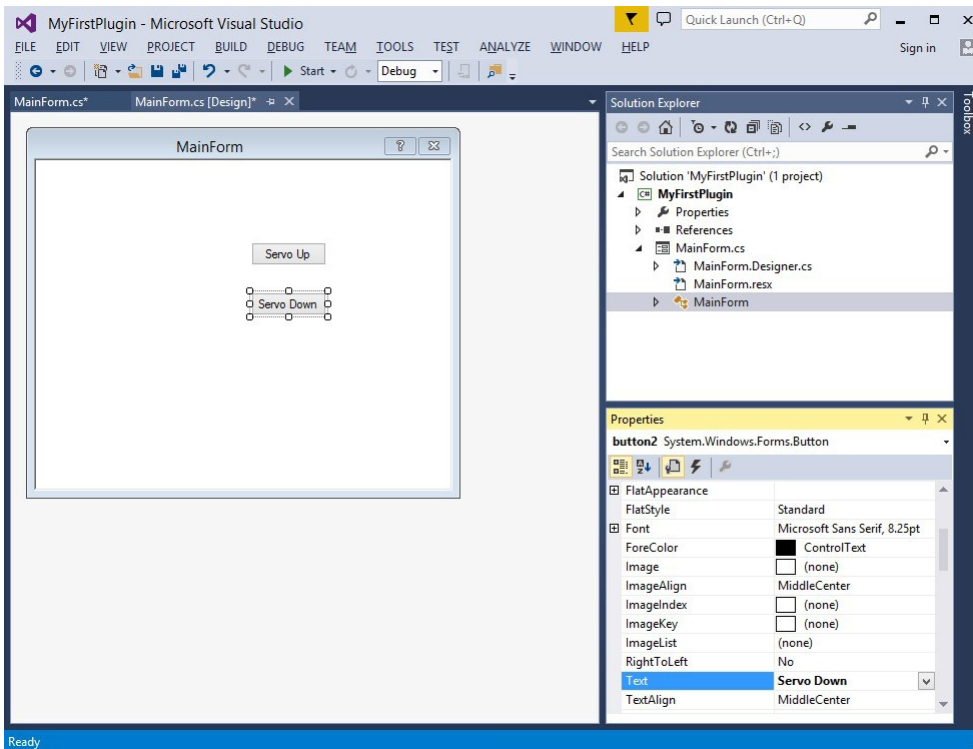 MyFirstPlugin - Microsoft Visual Studio
Quick Launch (Ctrl+Q)
FILE EDIT VIEW PROJECT BUILD DEBUG TEAM TOOLS TEST ANALYZE WINDOW HELP
Sign in
Start
Debug
MainForm.cs*
MainForm.cs [Design]*
MainForm
Servo Up
Servo Down
Toolbox
Solution Explorer
Search Solution Explorer (Ctrl+;)
Solution 'MyFirstPlugin' (1 project)
C# MyFirstPlugin
Properties
References
MainForm.cs
MainForm.Designer.cs
MainForm.resx
MainForm
Properties
button2 System.Windows.Forms.Button
FlatAppearance
FlatStyle Standard
Font Microsoft Sans Serif, 8.25pt
ForeColor ControlText
Image (none)
ImageAlign MiddleCenter
ImageIndex (none)
ImageKey (none)
ImageList (none)
RightToLeft No
Text Servo Down
TextAlign MiddleCenter
Ready